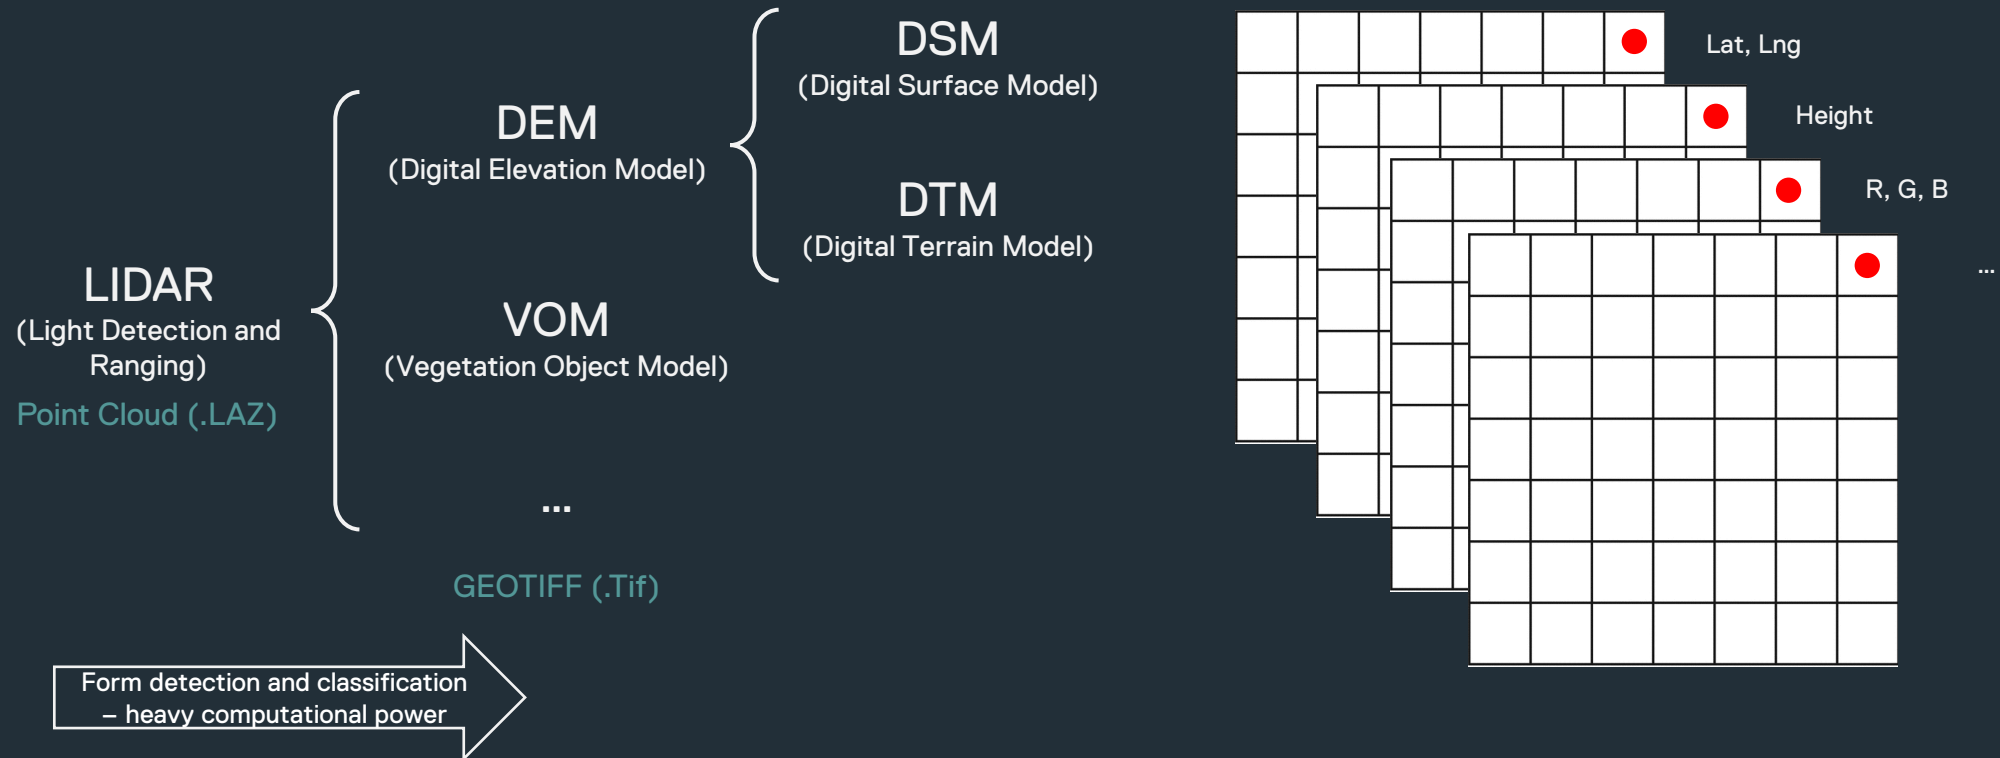 LIDAR
(Light Detection and
Ranging)
Point Cloud (.LAZ)
DEM
(Digital Elevation Model)
VOM
(Vegetation Object Model)
...
GEOTIFF (.Tif)
DSM
(Digital Surface Model)
DTM
(Digital Terrain Model)
Form detection and classification
– heavy computational power
Lat, Lng
Height
R, G, B
...